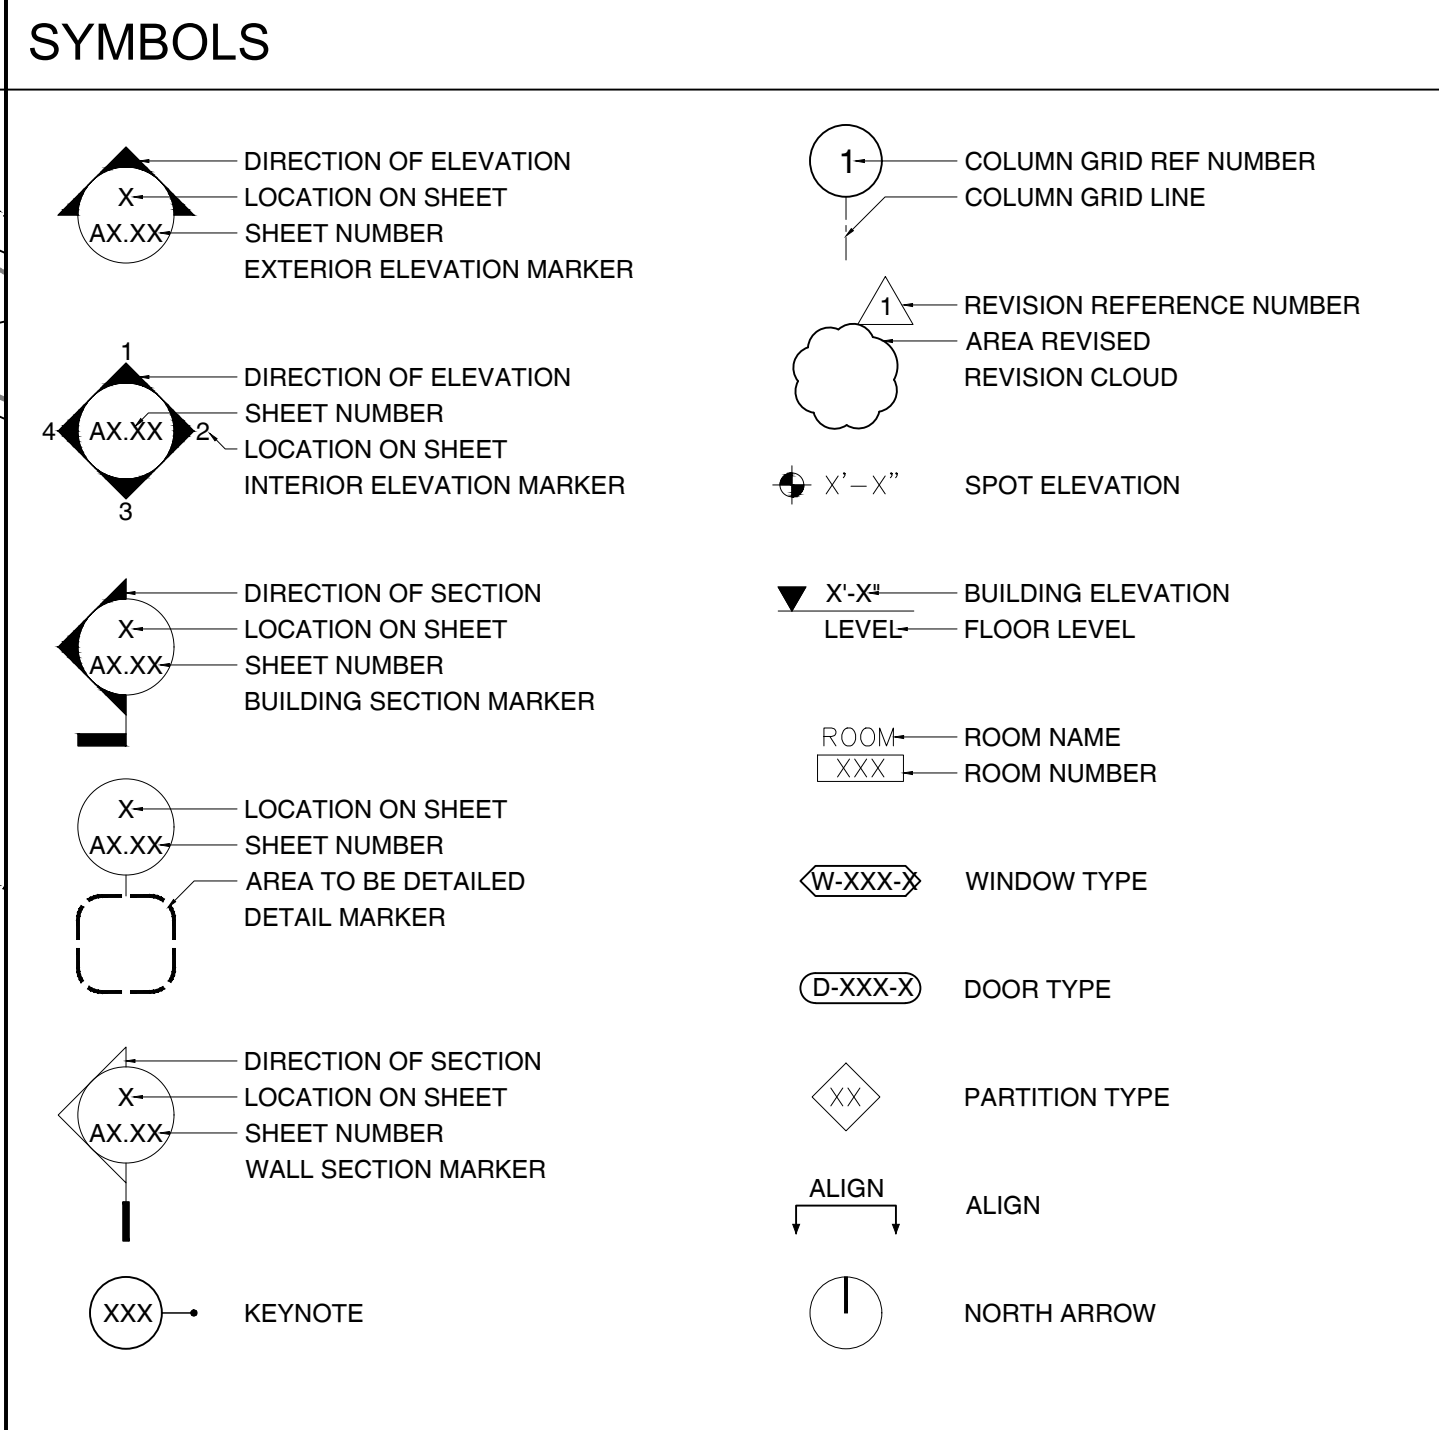 SYMBOLS
DIRECTION OF ELEVATION
X LOCATION ON SHEET
AX.XX SHEET NUMBER
EXTERIOR ELEVATION MARKER
1
DIRECTION OF ELEVATION
SHEET NUMBER
4 AX.XX 2
LOCATION ON SHEET
INTERIOR ELEVATION MARKER
3
DIRECTION OF SECTION
X LOCATION ON SHEET
AX.XX SHEET NUMBER
BUILDING SECTION MARKER
X LOCATION ON SHEET
AX.XX SHEET NUMBER
AREA TO BE DETAILED
DETAIL MARKER
DIRECTION OF SECTION
X LOCATION ON SHEET
AX.XX SHEET NUMBER
WALL SECTION MARKER
XXX KEYNOTE
1 COLUMN GRID REF NUMBER
COLUMN GRID LINE
1 REVISION REFERENCE NUMBER
AREA REVISED
REVISION CLOUD
X'-X" SPOT ELEVATION
X'-X" BUILDING ELEVATION
LEVEL FLOOR LEVEL
ROOM ROOM NAME
XXX ROOM NUMBER
W-XXX-X WINDOW TYPE
D-XXX-X DOOR TYPE
XX PARTITION TYPE
ALIGN
ALIGN
NORTH ARROW